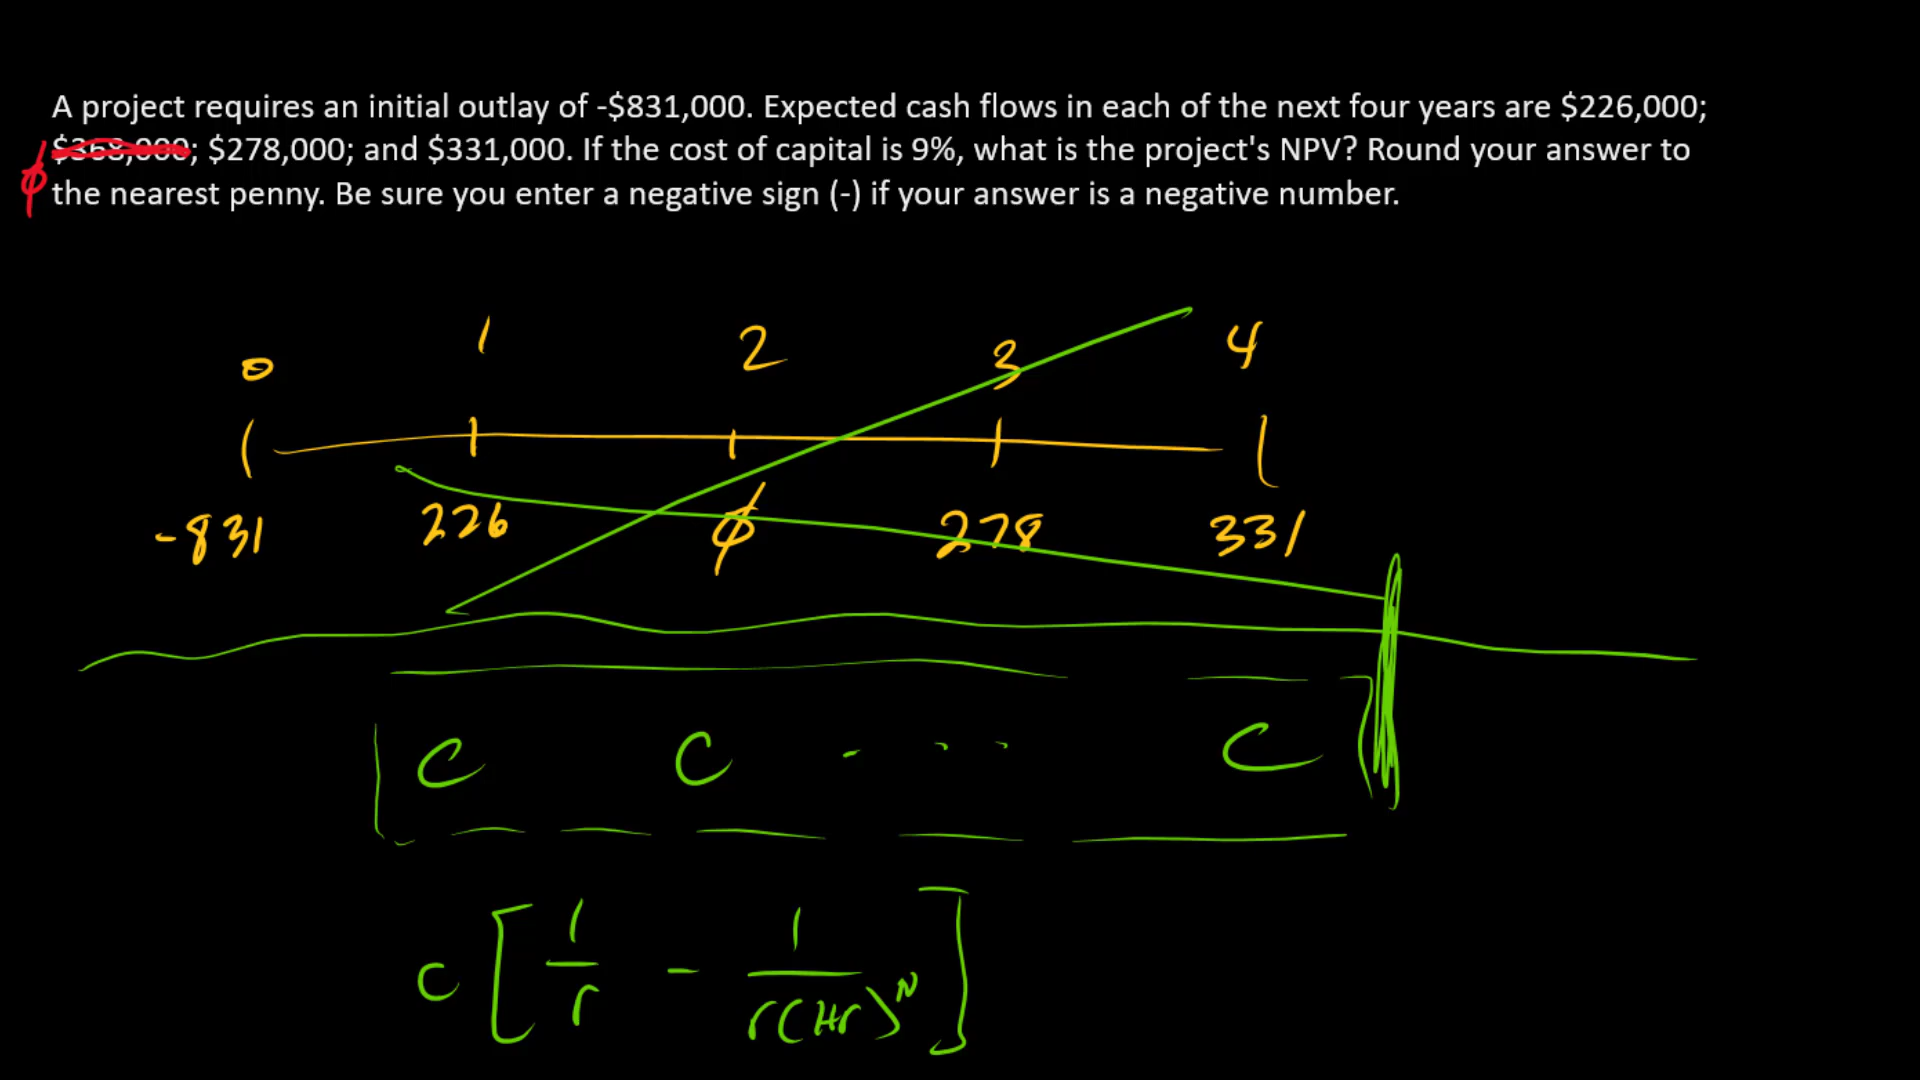 A project requires an initial outlay of -$831,000. Expected cash flows in each of the next four years are $226,000;
ϕ $368,000; $278,000; and $331,000. If the cost of capital is 9%, what is the project's NPV? Round your answer to
the nearest penny. Be sure you enter a negative sign (-) if your answer is a negative number.
0 1 2 3 4
-831 226 ϕ 278 331
C C . . . C
C [ 1/r - 1/r(1+r)^N ]